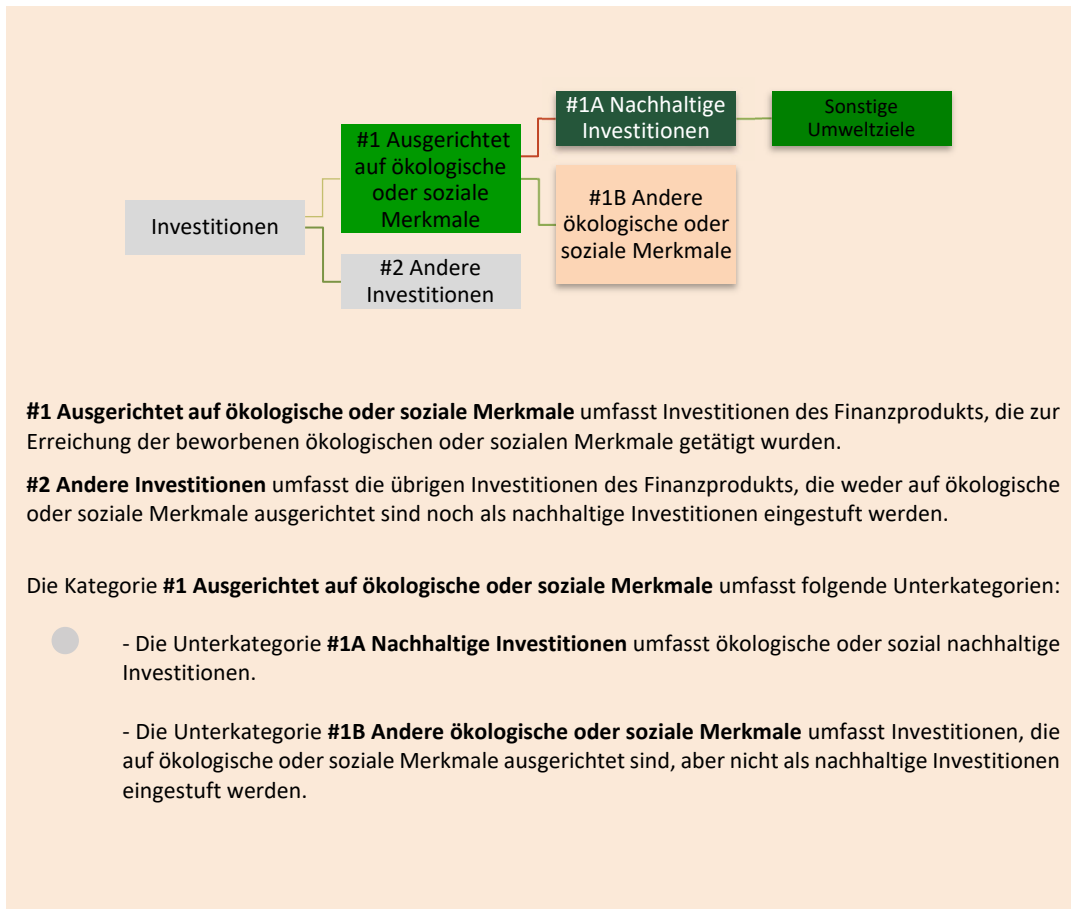 #1A Nachhaltige
Investitionen
Sonstige
Umweltziele
#1 Ausgerichtet
auf ökologische
oder soziale
Merkmale
#1B Andere
ökologische oder
soziale Merkmale
Investitionen
#2 Andere
Investitionen
#1 Ausgerichtet auf ökologische oder soziale Merkmale umfasst Investitionen des Finanzprodukts, die zur
Erreichung der beworbenen ökologischen oder sozialen Merkmale getätigt wurden.
#2 Andere Investitionen umfasst die übrigen Investitionen des Finanzprodukts, die weder auf ökologische
oder soziale Merkmale ausgerichtet sind noch als nachhaltige Investitionen eingestuft werden.
Die Kategorie #1 Ausgerichtet auf ökologische oder soziale Merkmale umfasst folgende Unterkategorien:
- Die Unterkategorie #1A Nachhaltige Investitionen umfasst ökologische oder sozial nachhaltige
Investitionen.
- Die Unterkategorie #1B Andere ökologische oder soziale Merkmale umfasst Investitionen, die
auf ökologische oder soziale Merkmale ausgerichtet sind, aber nicht als nachhaltige Investitionen
eingestuft werden.